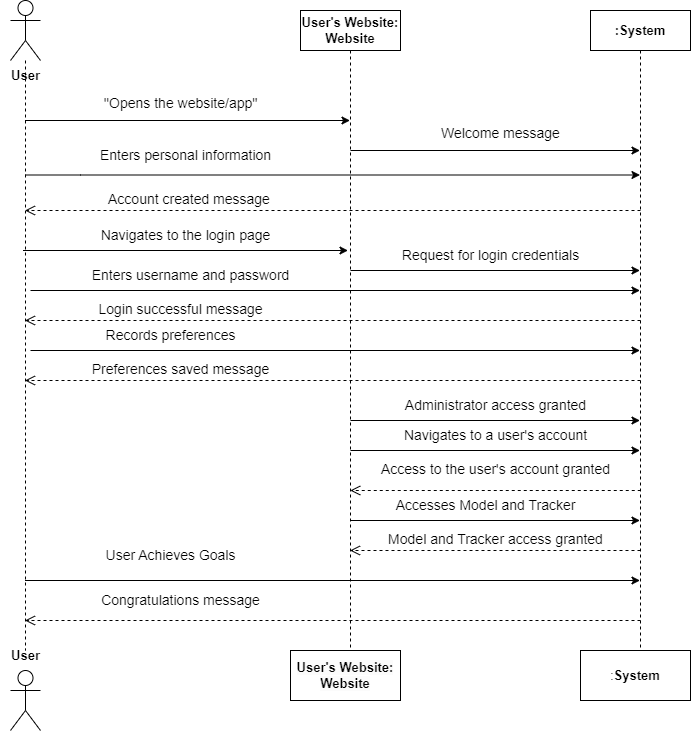 User's Website:
Website
:System
User
"Opens the website/app"
Welcome message
Enters personal information
Account created message
Navigates to the login page
Request for login credentials
Enters username and password
Login successful message
Records preferences
Preferences saved message
Administrator access granted
Navigates to a user's account
Access to the user's account granted
Accesses Model and Tracker
Model and Tracker access granted
User Achieves Goals
Congratulations message
User
User's Website:
Website
:System